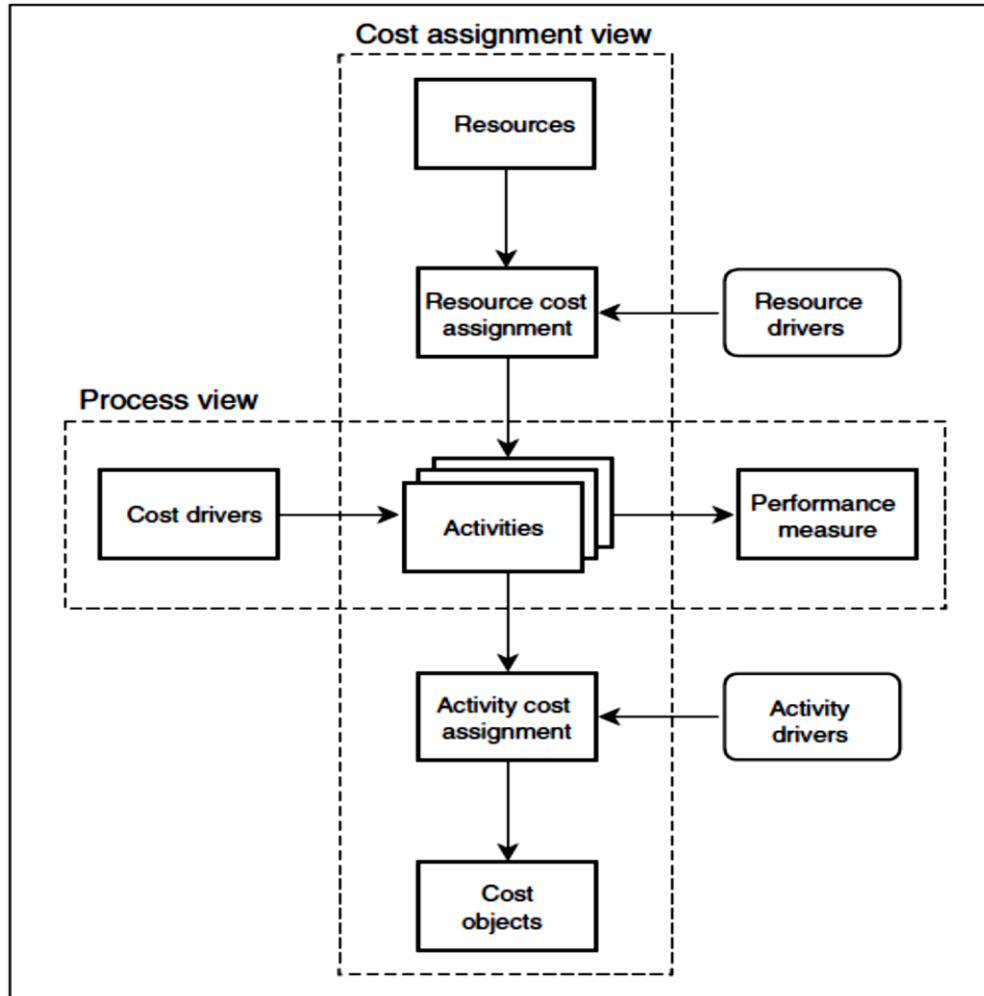 Cost assignment view
Resources
Resource cost
assignment
Resource
drivers
Process view
Cost drivers
Activities
Performance
measure
Activity cost
assignment
Activity
drivers
Cost
objects